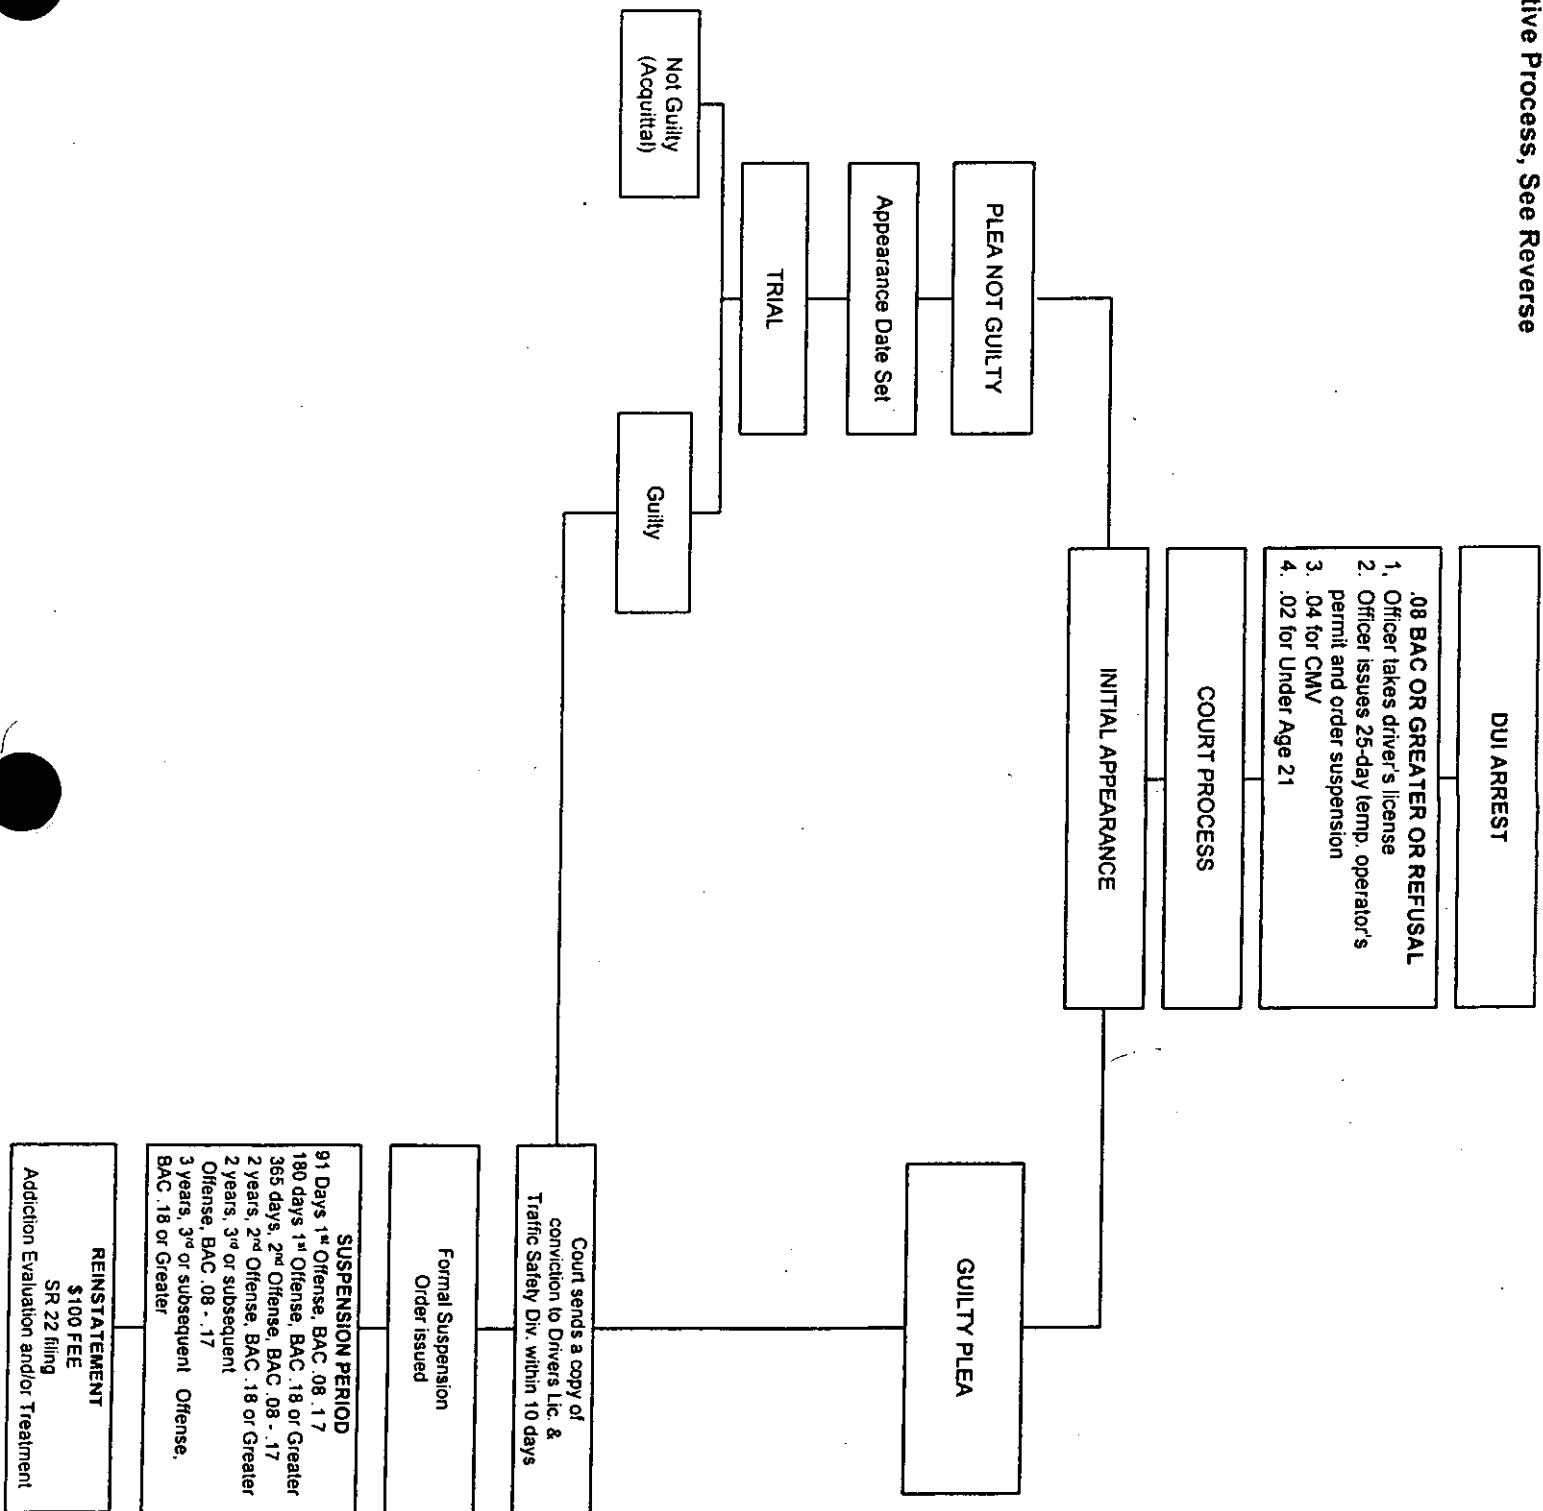 tive Process, See Reverse
DUI ARREST
.08 BAC OR GREATER OR REFUSAL
1. Officer takes driver's license
2. Officer issues 25-day temp. operator's
permit and order suspension
3. .04 for CMV
4. .02 for Under Age 21
COURT PROCESS
INITIAL APPEARANCE
PLEA NOT GUILTY
Appearance Date Set
TRIAL
Not Guilty
(Acquittal)
Guilty
GUILTY PLEA
Court sends a copy of
conviction to Drivers Lic. &
Traffic Safety Div. within 10 days
Formal Suspension
Order issued
SUSPENSION PERIOD
91 Days 1st Offense, BAC .08 .17
180 days 1st Offense, BAC .18 or Greater
365 days, 2nd Offense, BAC .08 - .17
2 years, 2nd Offense, BAC .18 or Greater
2 years, 3rd or subsequent
Offense, BAC .08 - .17
3 years, 3rd or subsequent Offense,
BAC .18 or Greater
REINSTATEMENT
$100 FEE
SR 22 filing
Addiction Evaluation and/or Treatment